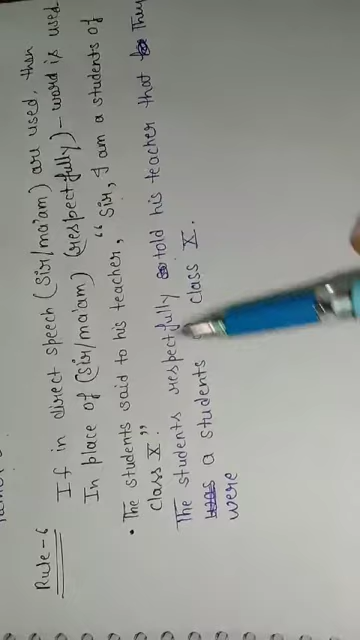 Rule-6
If in direct speech (Sir/ma'am) are used, then
In place of (Sir/ma'am) (respectfully) - word is used
• The students said to his teacher, "Sir, I am a students of
class X."
The students respectfully told his teacher that They
were a students class X.